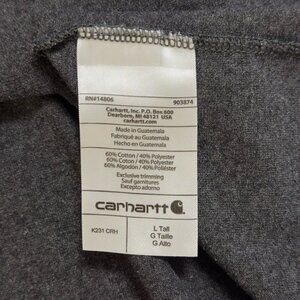 RN#14806 903874
Carhartt, Inc. P.O. Box 600
Dearborn, MI 48121 USA
carhartt.com
Made in Guatemala
Fabriqué au Guatemala
Hecho en Guatemala
60% Cotton / 40% Polyester
60% Coton / 40% Polyester
60% Algodon / 40% Poliéster
Exclusive trimming
Sauf garnitures
Excepto adorno
carhartt
K231 CRH
L Tall
G Taille
G Alto